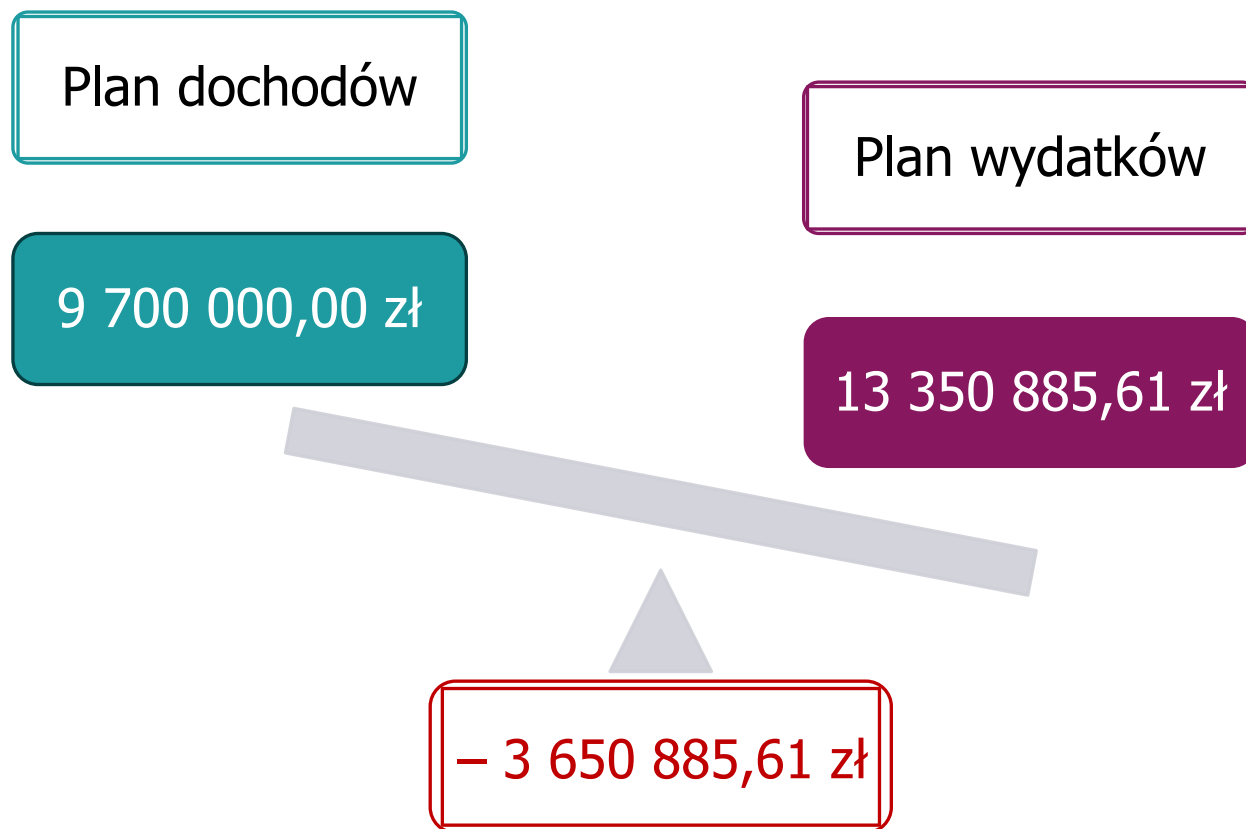 Plan dochodów
9 700 000,00 zł
Plan wydatków
13 350 885,61 zł
– 3 650 885,61 zł